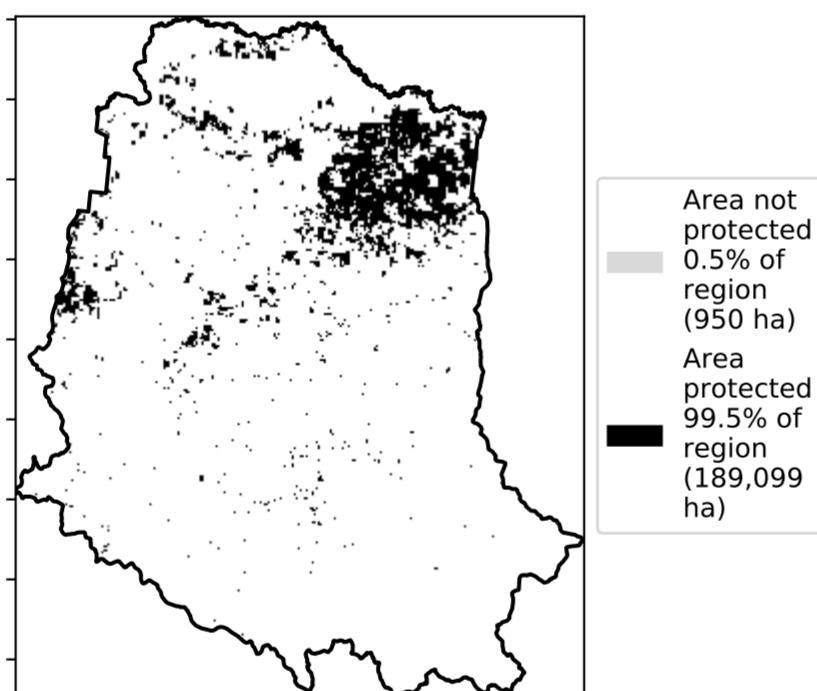 Area not
protected
0.5% of
region
(950 ha)
Area
protected
99.5% of
region
(189,099
ha)